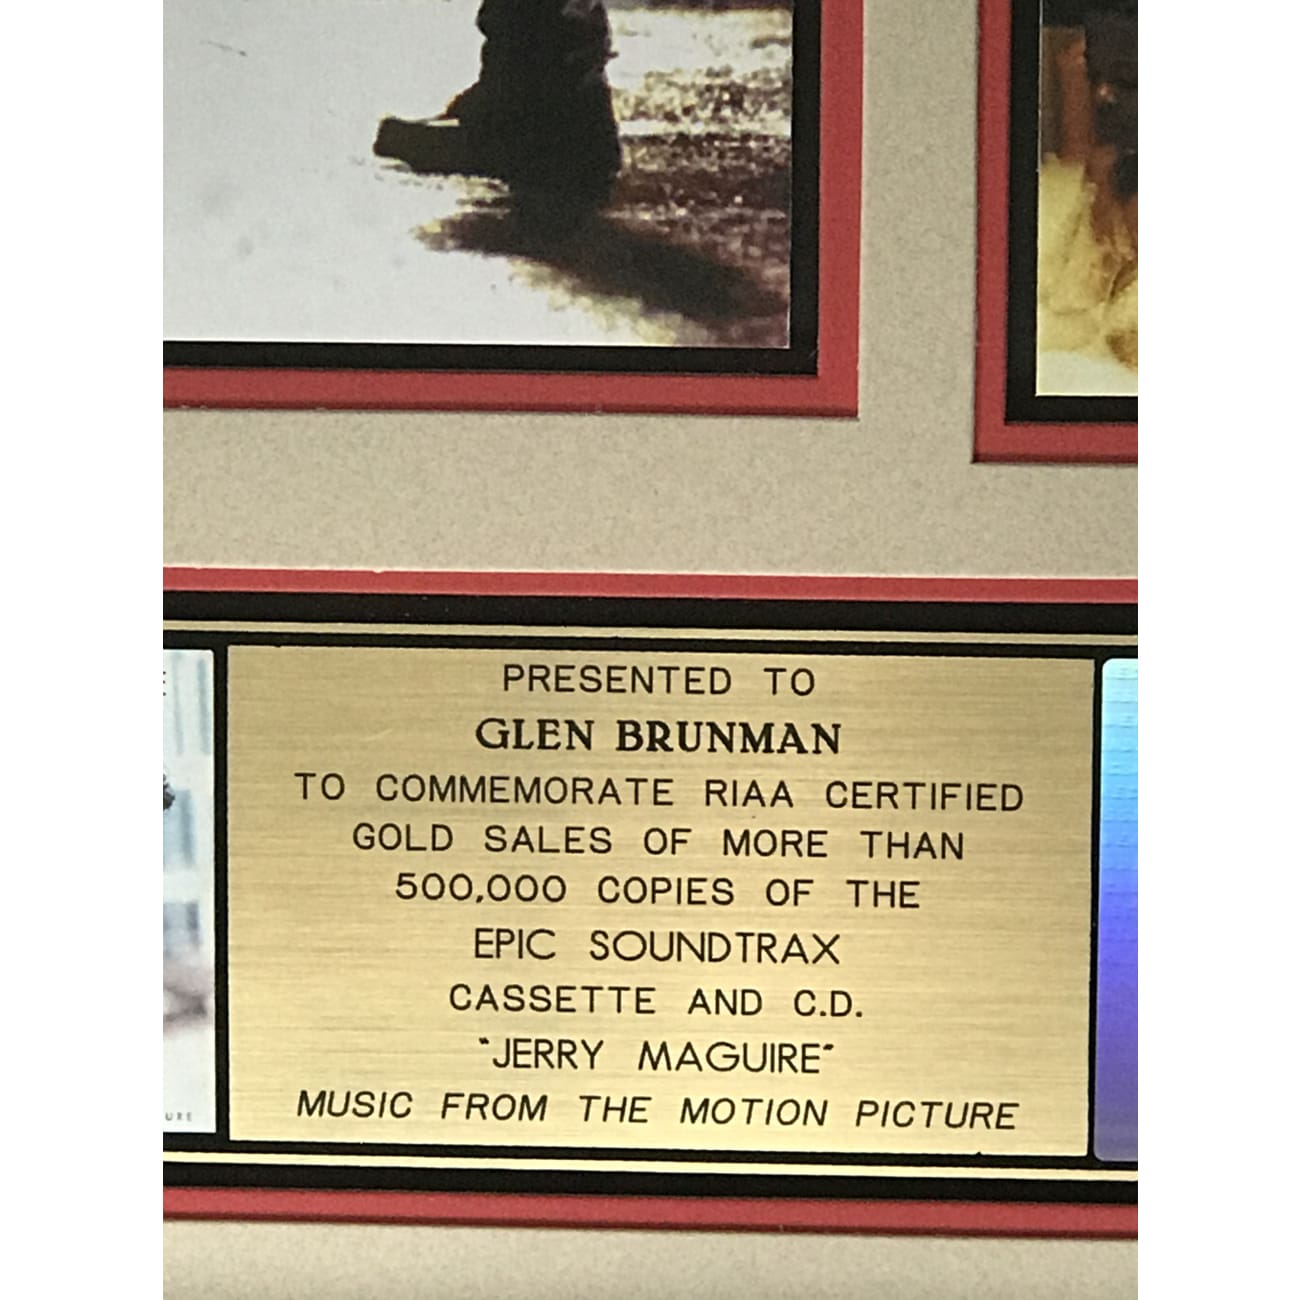 PRESENTED TO
GLEN BRUNMAN
TO COMMEMORATE RIAA CERTIFIED
GOLD SALES OF MORE THAN
500,000 COPIES OF THE
EPIC SOUNDTRAX
CASSETTE AND C.D.
"JERRY MAGUIRE"
MUSIC FROM THE MOTION PICTURE
URE